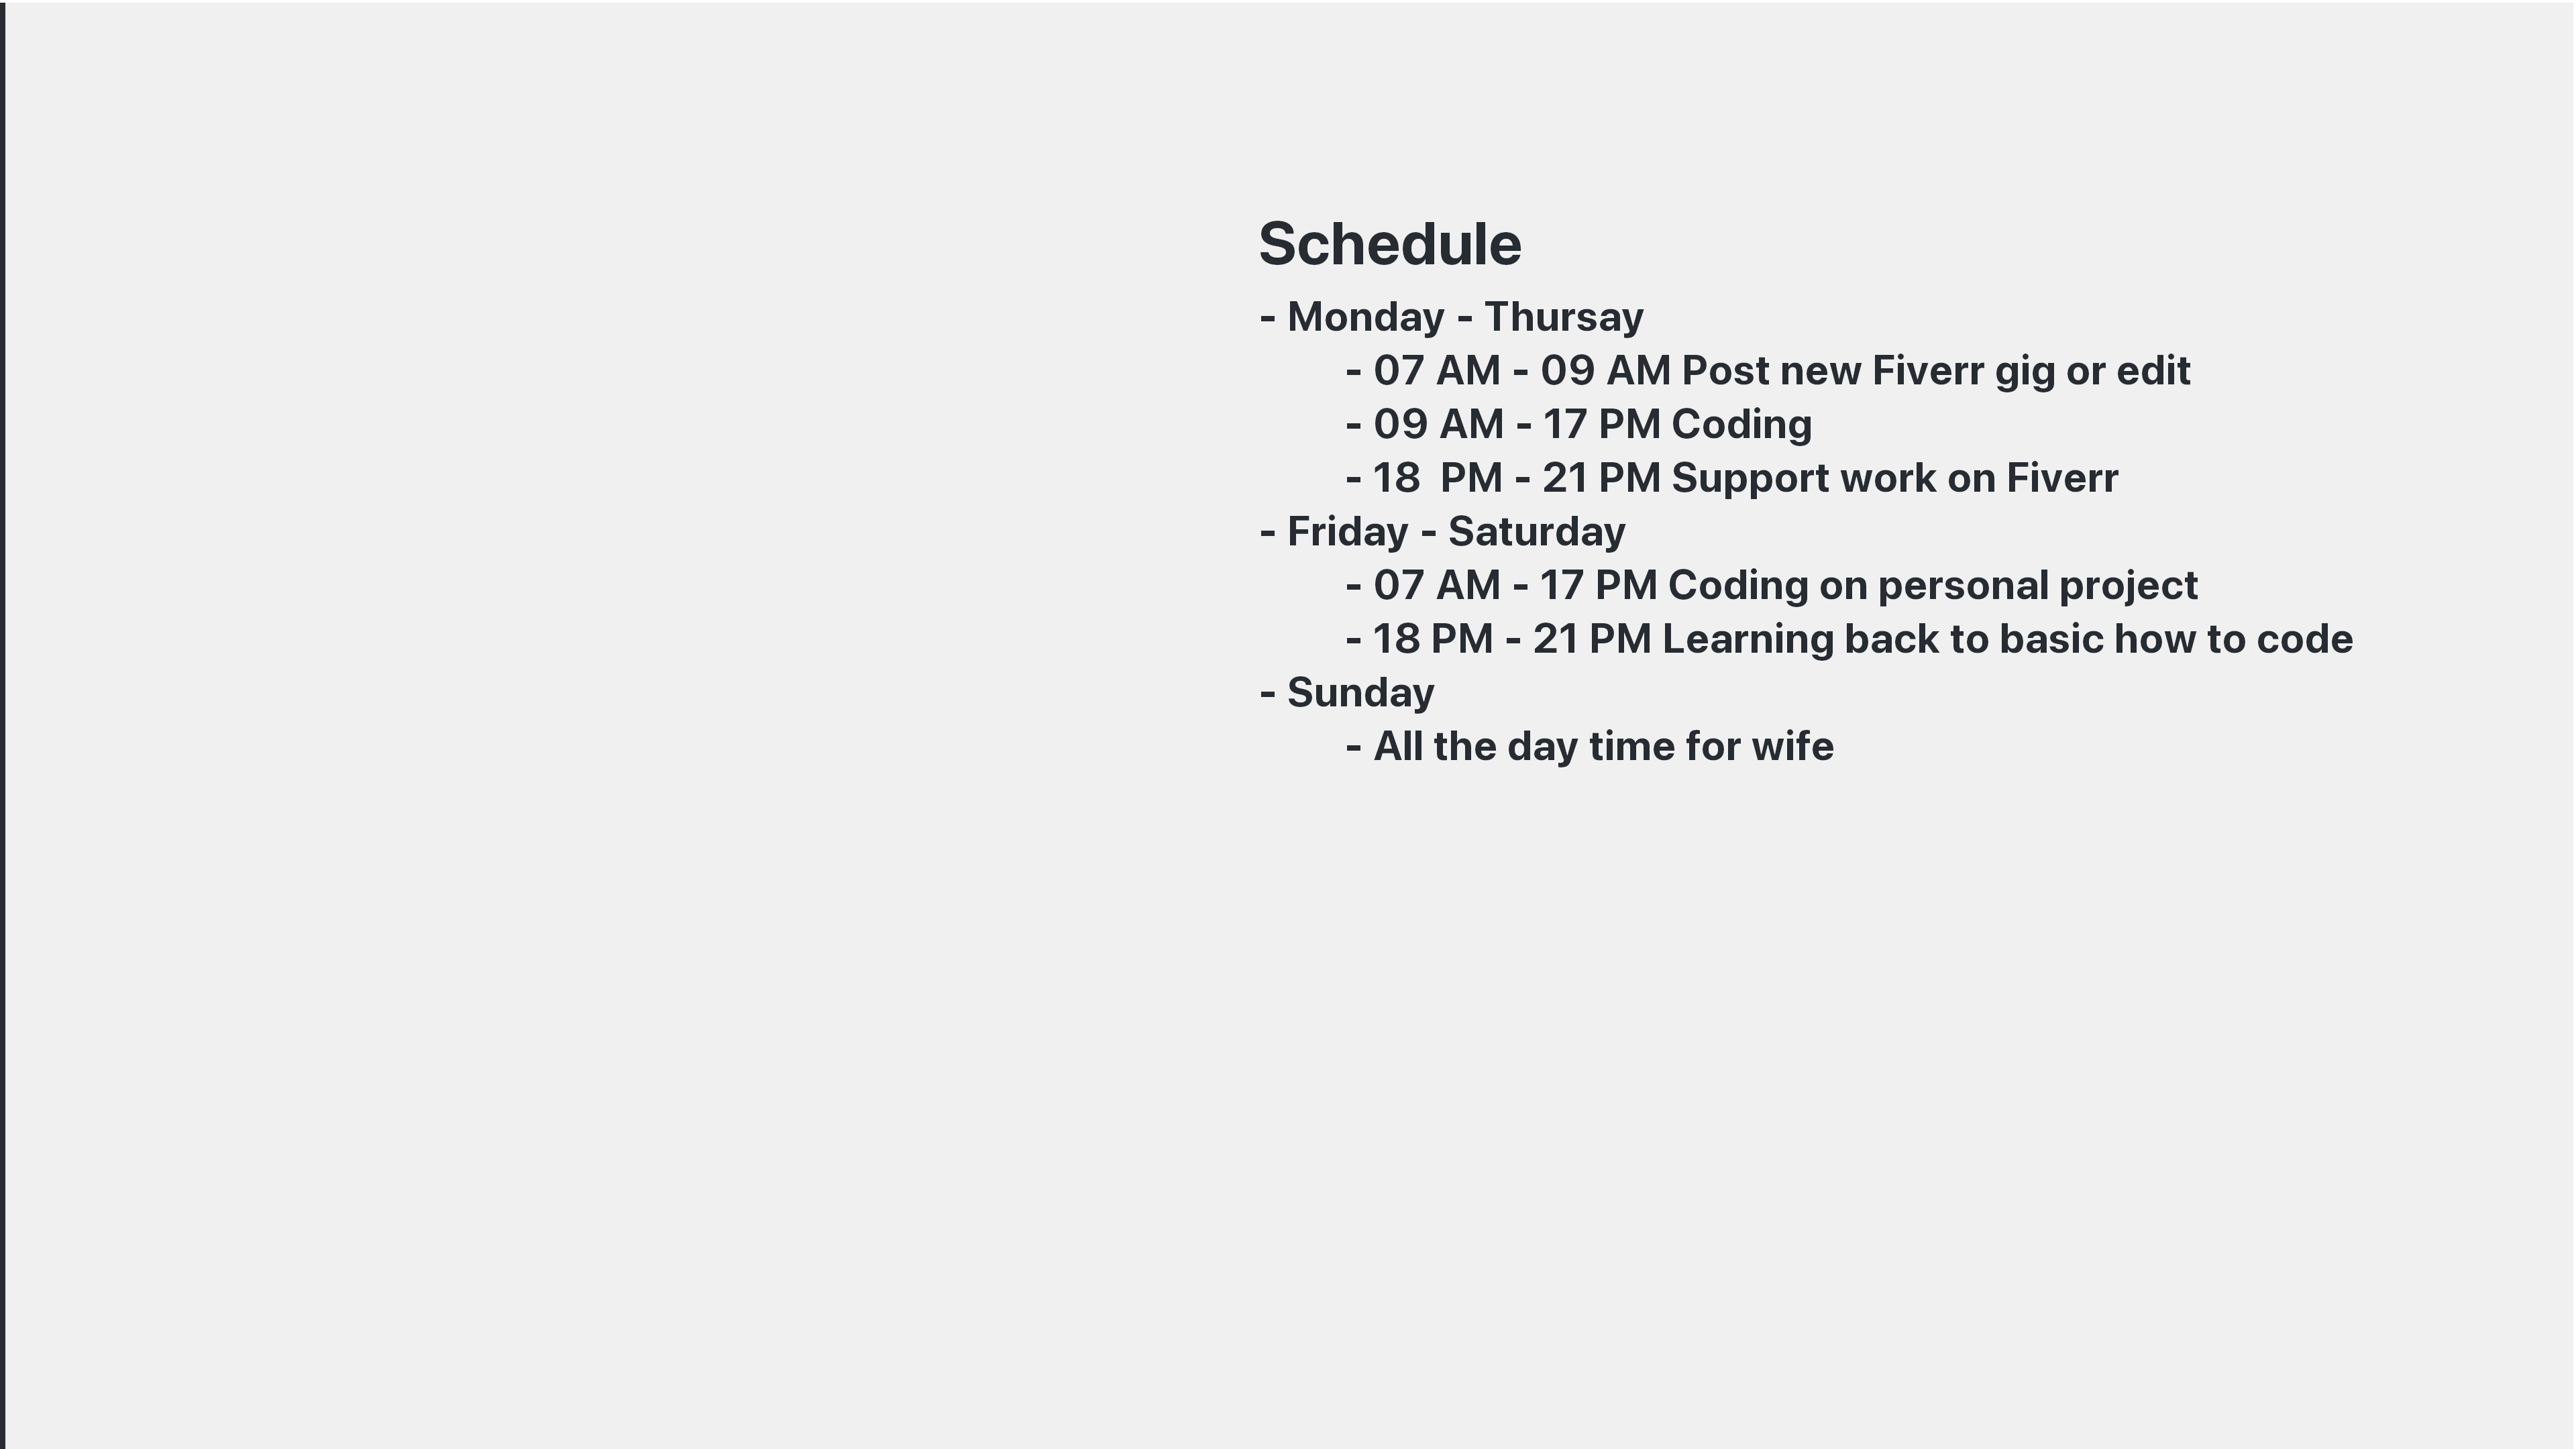 Schedule
- Monday - Thursay
- 07 AM - 09 AM Post new Fiverr gig or edit
- 09 AM - 17 PM Coding
- 18  PM - 21 PM Support work on Fiverr
- Friday - Saturday
- 07 AM - 17 PM Coding on personal project
- 18 PM - 21 PM Learning back to basic how to code
- Sunday
- All the day time for wife